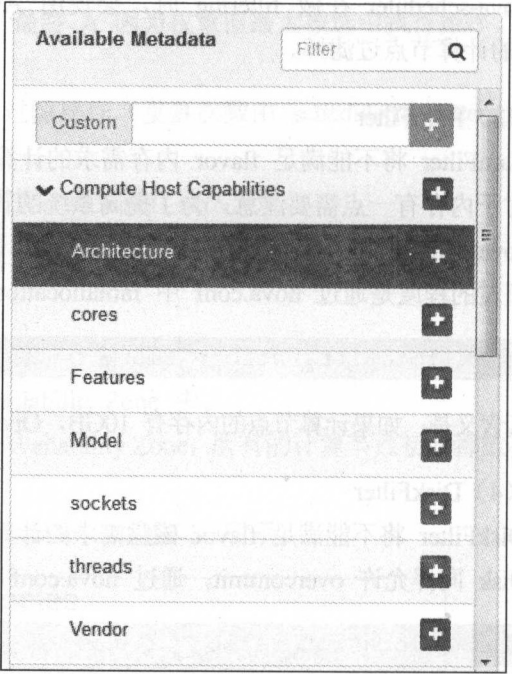 Available Metadata
Filter
Custom
Compute Host Capabilities
Architecture
cores
Features
Model
sockets
threads
Vendor